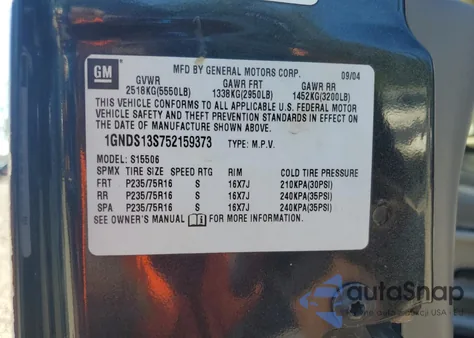 GM
MFD BY GENERAL MOTORS CORP. 09/04
GVWR GAWR FRT GAWR RR
2518KG(5550LB) 1338KG(2950LB) 1452KG(3200LB)
THIS VEHICLE CONFORMS TO ALL APPLICABLE U.S. FEDERAL MOTOR
VEHICLE SAFETY AND THEFT PREVENTION STANDARDS IN EFFECT ON
THE DATE OF MANUFACTURE SHOWN ABOVE.
1GNDS13S752159373 TYPE: M.P.V.
MODEL: S15506
SPMX TIRE SIZE SPEED RTG RIM COLD TIRE PRESSURE
FRT P235/75R16 S 16X7J 210KPA(30PSI)
RR P235/75R16 S 16X7J 240KPA(35PSI)
SPA P235/75R16 S 16X7J 240KPA(35PSI)
SEE OWNER'S MANUAL FOR MORE INFORMATION.
autoSnap